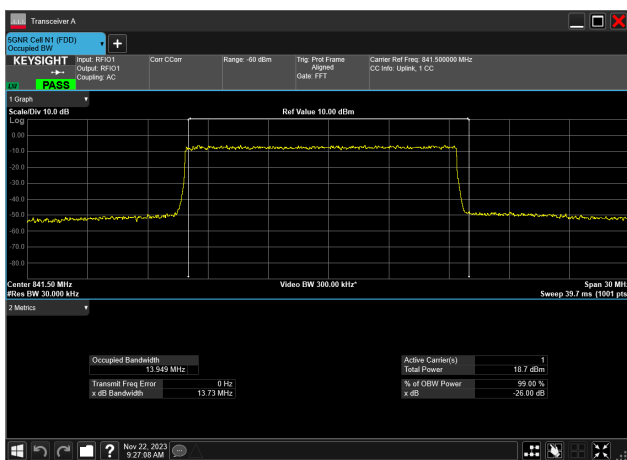 Transceiver A
5GNR Cell N1 (FDD)
Occupied BW
KEYSIGHT
LXI
PASS
Input: RFIO1
Output: RFIO1
Coupling: AC
Corr CCorr
Range: -60 dBm
Trig: Prot Frame
Aligned
Gate: FFT
Carrier Ref Freq: 841.500000 MHz
CC Info: Uplink, 1 CC
1 Graph
Scale/Div 10.0 dB
Ref Value 10.00 dBm
Log
0.00
-10.0
-20.0
-30.0
-40.0
-50.0
-60.0
-70.0
-80.0
Center 841.50 MHz
Video BW 300.00 kHz*
Span 30 MH
#Res BW 30.000 kHz
Sweep 39.7 ms (1001 pts
2 Metrics
Occupied Bandwidth
13.949 MHz
Transmit Freq Error 0 Hz
x dB Bandwidth 13.73 MHz
Active Carrier(s) 1
Total Power 18.7 dBm
% of OBW Power 99.00 %
x dB -26.00 dB
Nov 22, 2023
9:27:08 AM